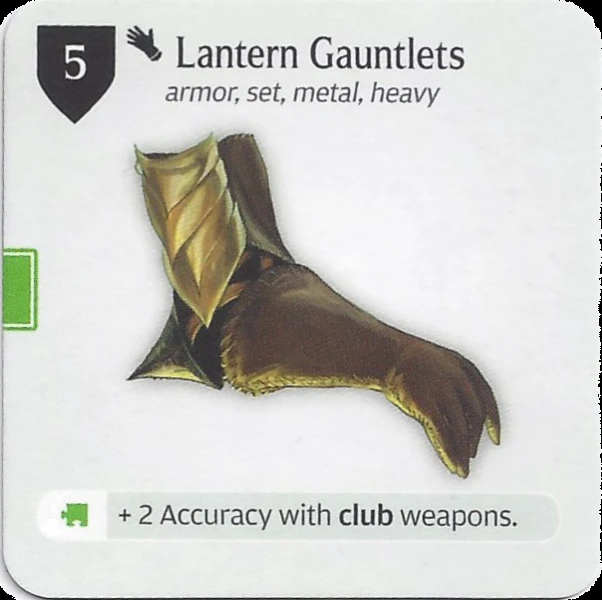 5
Lantern Gauntlets
armor, set, metal, heavy
+ 2 Accuracy with club weapons.